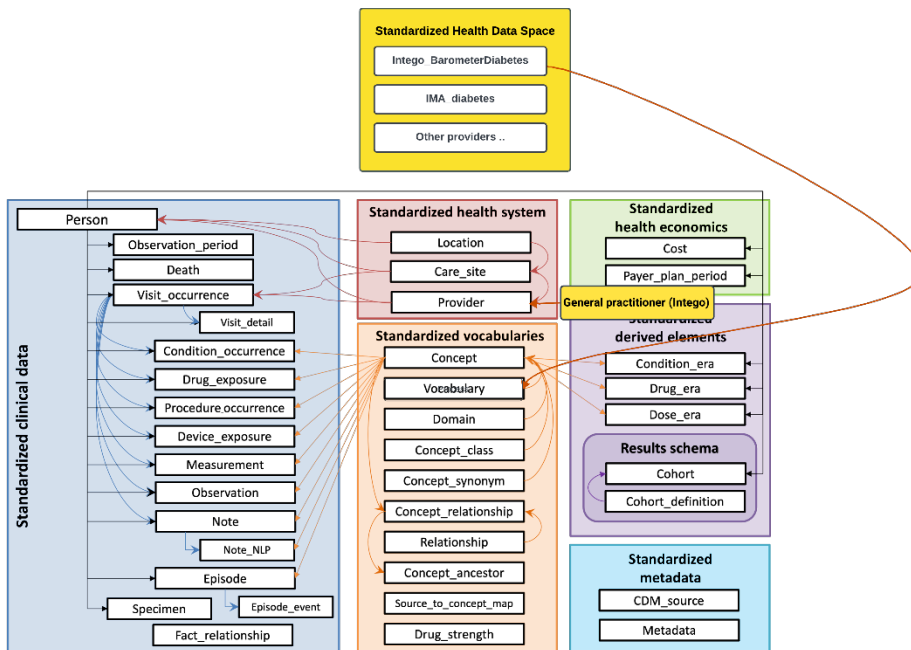 Standardized Health Data Space
Intego_BarometerDiabetes
IMA_diabetes
Other providers ..
Standardized clinical data
Person
Observation_period
Death
Visit_occurrence
Visit_detail
Condition_occurrence
Drug_exposure
Procedure_occurrence
Device_exposure
Measurement
Observation
Note
Note_NLP
Episode
Episode_event
Specimen
Fact_relationship
Standardized health system
Location
Care_site
Provider
General practitioner (Intego)
Standardized vocabularies
Concept
Vocabulary
Domain
Concept_class
Concept_synonym
Concept_relationship
Relationship
Concept_ancestor
Source_to_concept_map
Drug_strength
Standardized
health economics
Cost
Payer_plan_period
Standardized
derived elements
Condition_era
Drug_era
Dose_era
Results schema
Cohort
Cohort_definition
Standardized
metadata
CDM_source
Metadata